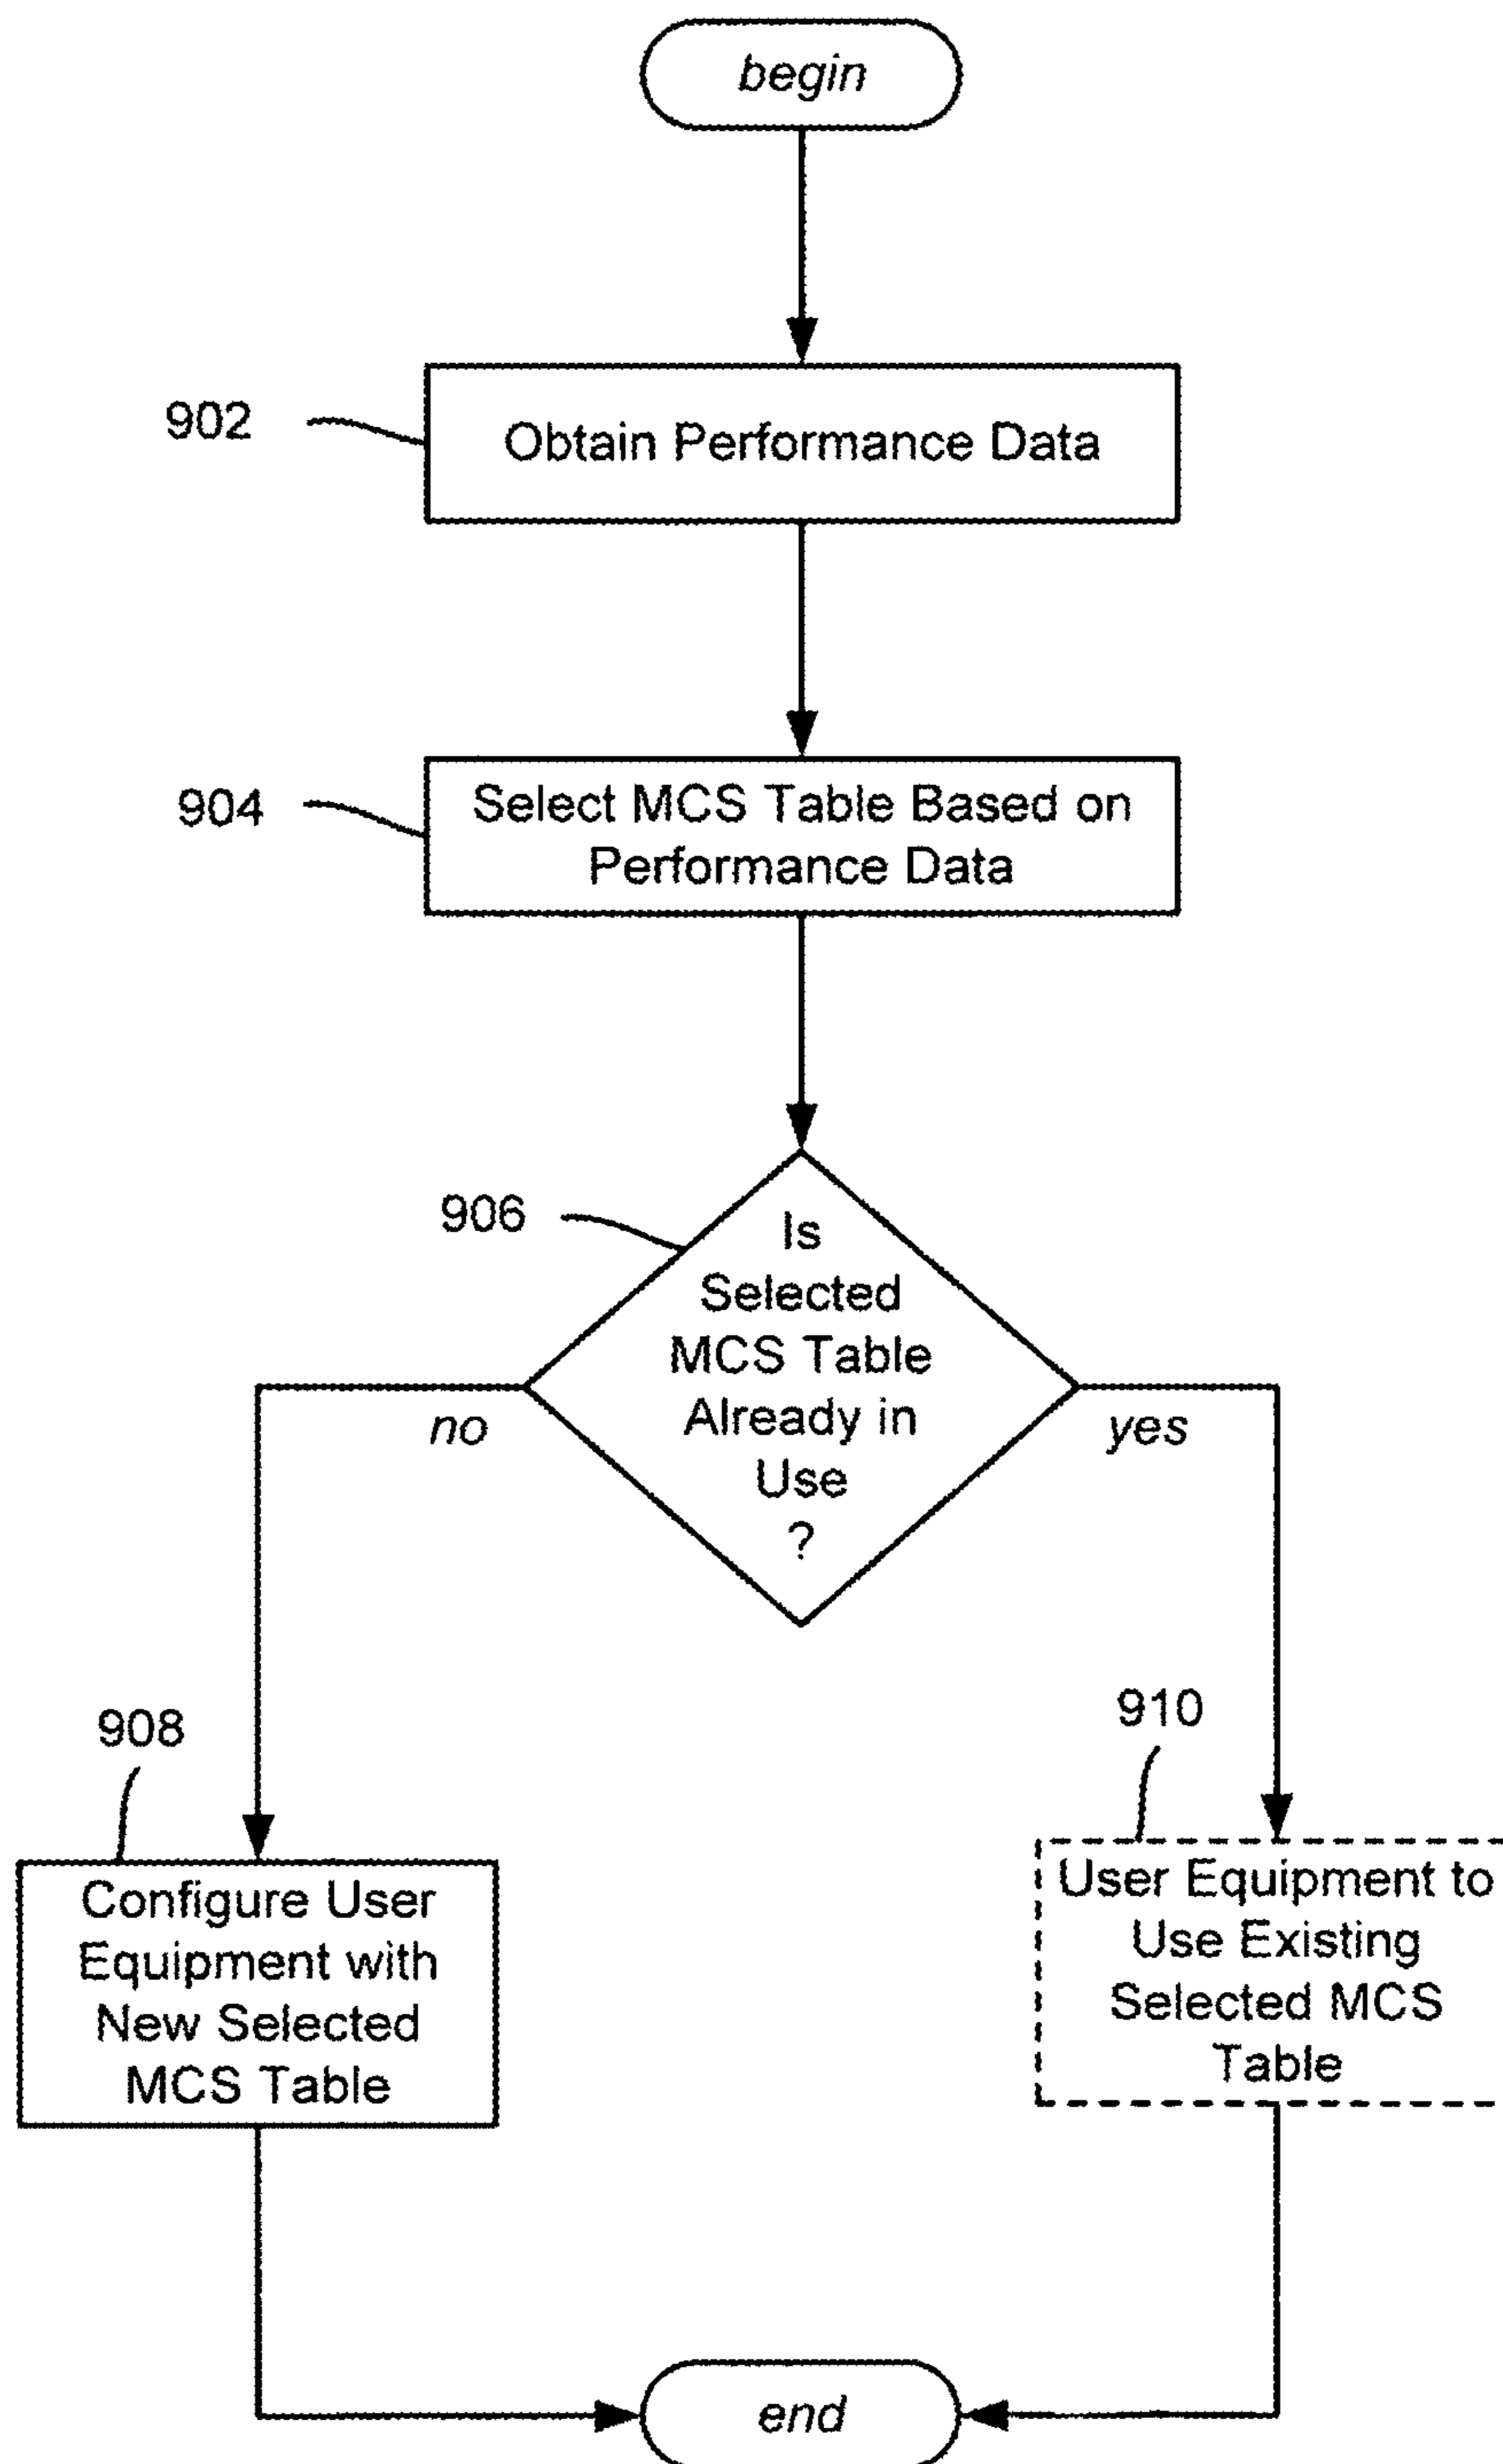 begin
902
Obtain Performance Data
904
Select MCS Table Based on
Performance Data
906
Is
Selected
MCS Table
Already in
Use
?
no
yes
908
Configure User
Equipment with
New Selected
MCS Table
910
User Equipment to
Use Existing
Selected MCS
Table
end